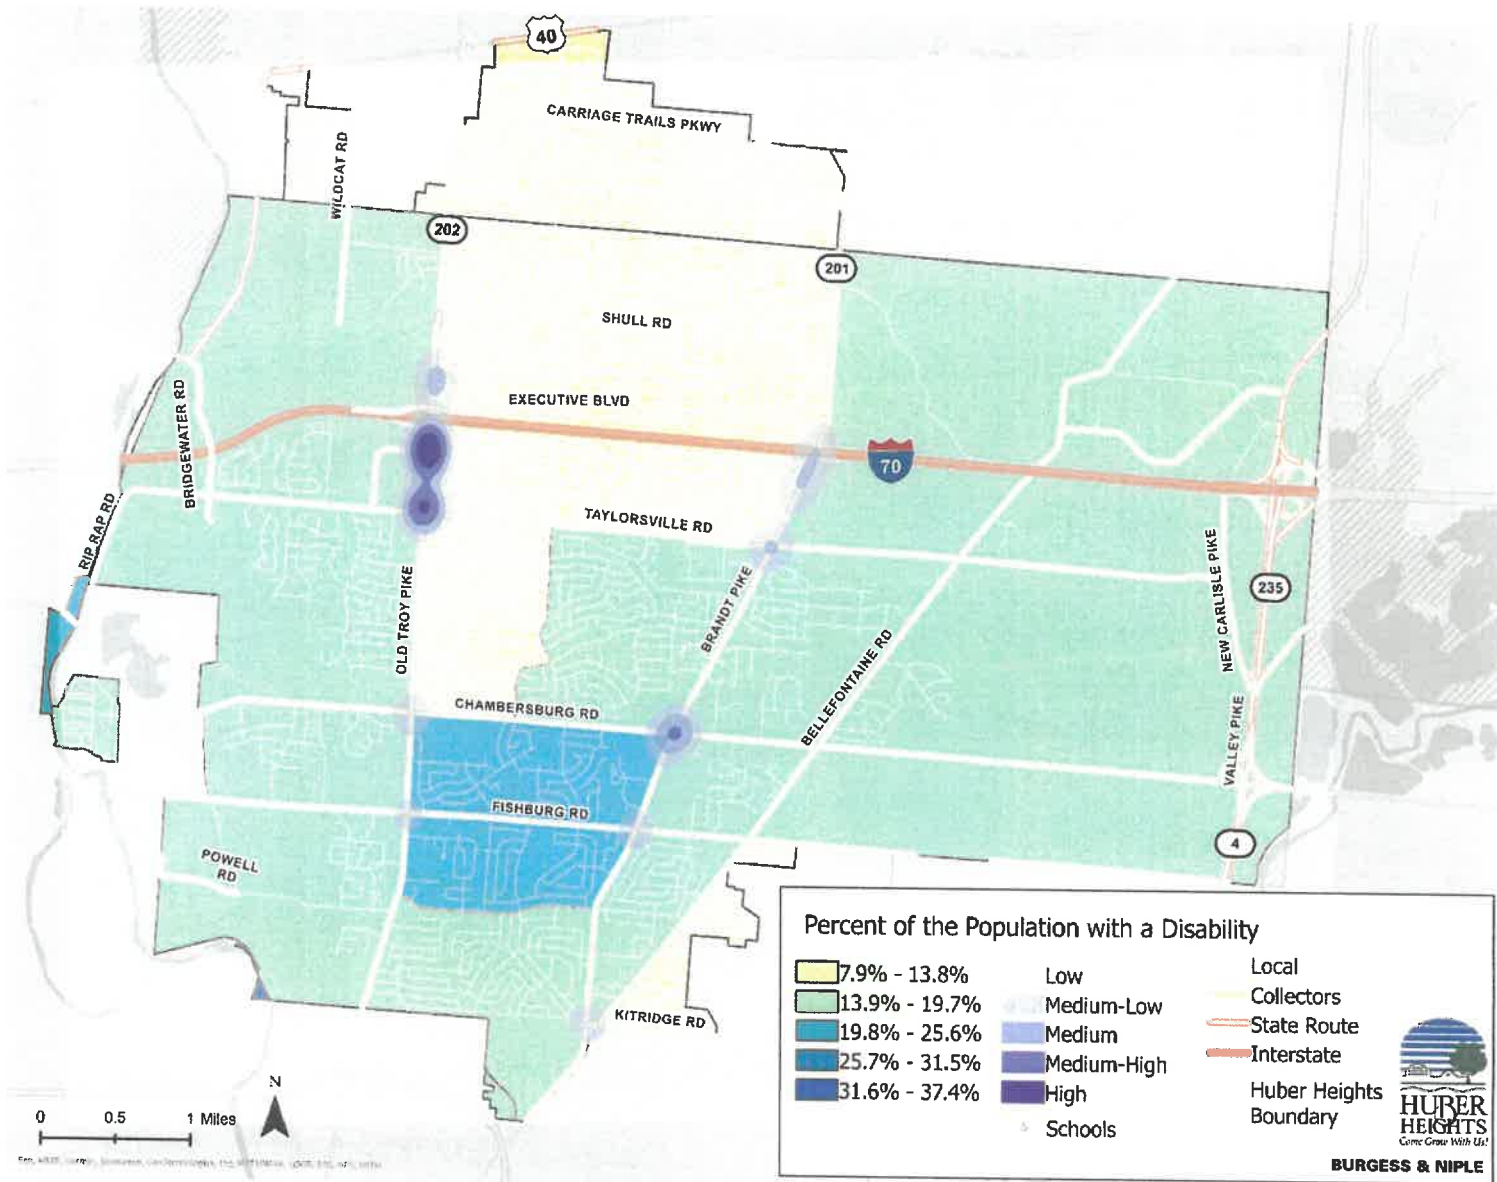 40
CARRIAGE TRAILS PKWY
WILDCAT RD
202
201
SHULL RD
EXECUTIVE BLVD
BRIDGEWATER RD
70
RIP RAP RD
TAYLORSVILLE RD
NEW CARLISLE PIKE
235
OLD TROY PIKE
BRANDT PIKE
BELLEFONTAINE RD
CHAMBERSBURG RD
VALLEY PIKE
FISHBURG RD
4
POWELL
RD
KITRIDGE RD
N
0 0.5 1 Miles
Percent of the Population with a Disability
7.9% - 13.8%
13.9% - 19.7%
19.8% - 25.6%
25.7% - 31.5%
31.6% - 37.4%
Low
Medium-Low
Medium
Medium-High
High
Schools
Local
Collectors
State Route
Interstate
Huber Heights
Boundary
HUBER
HEIGHTS
Come Grow With Us!
BURGESS & NIPLE